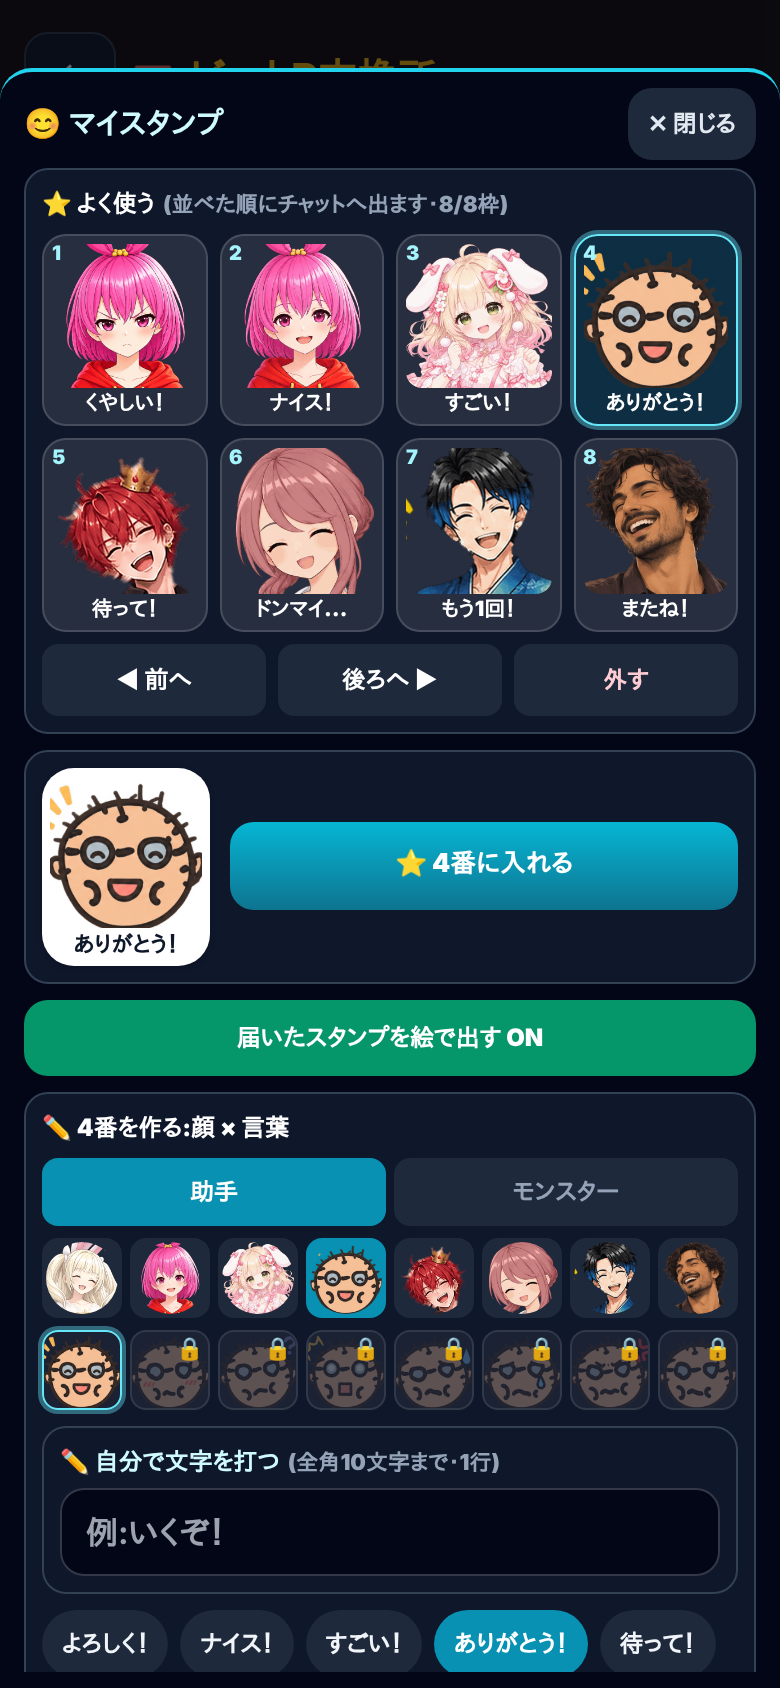 😊 マイスタンプ
✕ 閉じる
⭐ よく使う (並べた順にチャットへ出ます・8/8枠)
1
くやしい!
2
ナイス!
3
すごい!
4
ありがとう!
5
待って!
6
ドンマイ…
7
もう1回!
8
またね!
◀ 前へ
後ろへ ▶
外す
ありがとう!
⭐ 4番に入れる
届いたスタンプを絵で出す ON
✏️ 4番を作る:顔 × 言葉
助手
モンスター
✏️ 自分で文字を打つ (全角10文字まで・1行)
例:いくぞ!
よろしく!
ナイス!
すごい!
ありがとう!
待って!